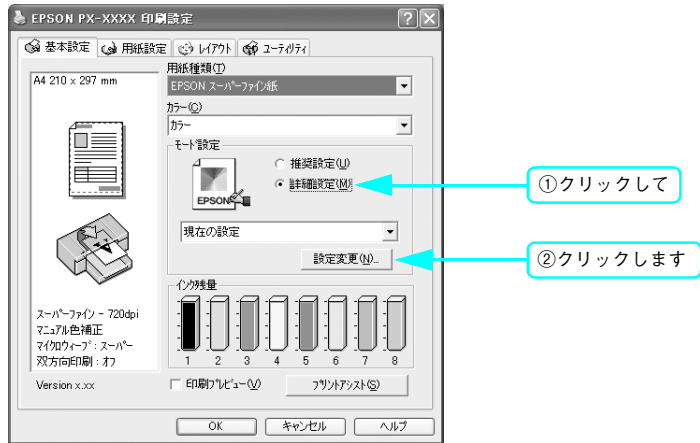 EPSON PX-XXXX 印刷設定
基本設定 用紙設定 レイアウト ユーティリティ
A4 210 x 297 mm
用紙種類(T)
EPSON スーパーファイン紙
カラー(C)
カラー
モード設定
推奨設定(U)
詳細設定(M)
EPSON
現在の設定
設定変更(N)...
インク残量
1 2 3 4 5 6 7 8
スーパーファイン - 720dpi
マニュアル色補正
マイクロウィーブ：スーパー
双方向印刷：オフ
Version x.xx
印刷プレビュー(V)
プリントアシスト(S)
OK キャンセル ヘルプ
①クリックして
②クリックします